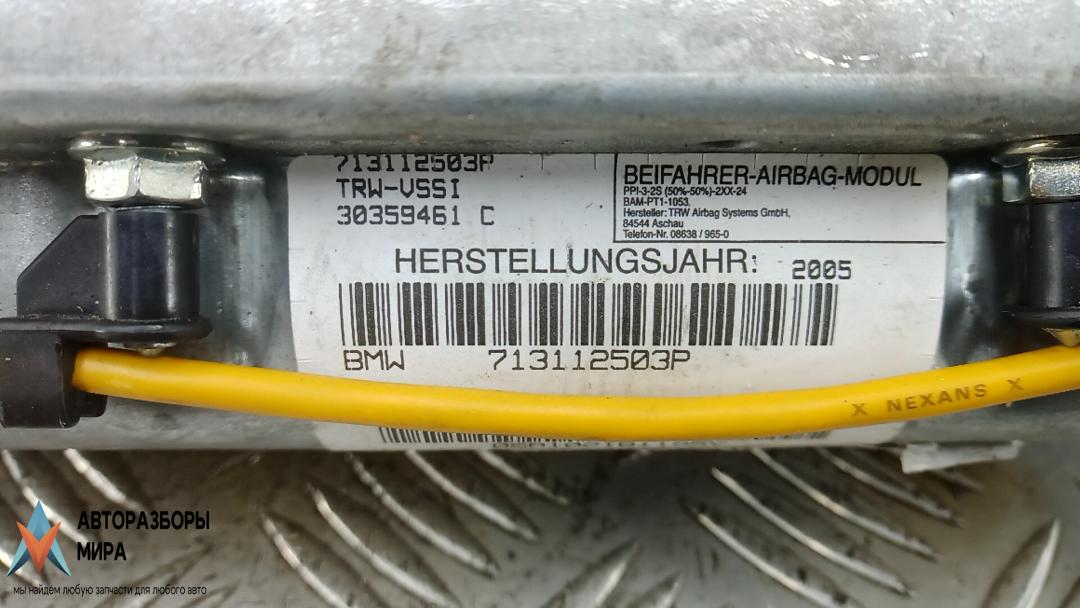 713112503P
TRW-VSSI
30359461 C
BEIFAHRER-AIRBAG-MODUL
PPI-3-2S (50%-50%)-2XX-24
BAM-PT1-1053
Hersteller: TRW Airbag Systems GmbH,
84544 Aschau
Telefon-Nr. 08638 / 965-0
HERSTELLUNGSJAHR: 2005
BMW 713112503P
X NEXANS X
АВТОРАЗБОРЫ
МИРА
мы найдем любую запчасти для любого авто